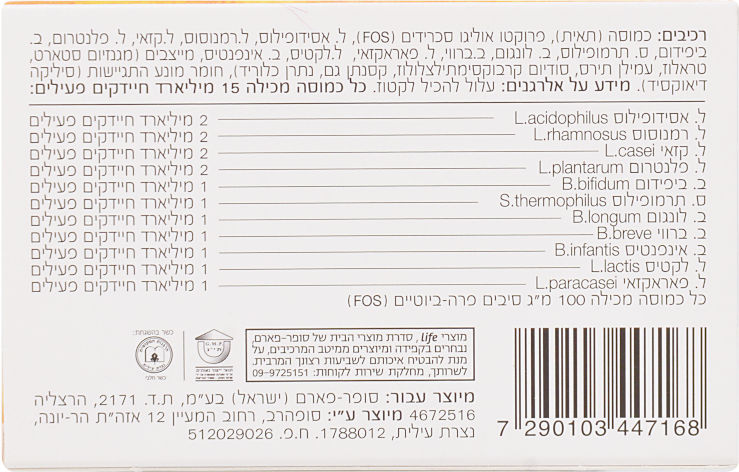 רכיבים: כמוסה (תאית), פרוקטו אוליגו סכרידים (FOS), ל. אסידופילוס, ל.רמנוסוס, ל.קזאי, ל. פלנטרום, ב.
ביפידום, ס. תרמופילוס, ב. לונגום, ב.ברווי, ל. פאראקזאי, ל.לקטיס, ב. אינפנטיס, מייצבים (מגנזיום סטארט,
טראלוז, עמילן תירס, סודיום קרבוקסימתילצלולוז, קסנתן גם, נתרן כלוריד), חומר מונע התגיישות (סיליקה
דיאוקסיד). מידע על אלרגנים: עלול להכיל לקטוז. כל כמוסה מכילה 15 מיליארד חיידקים פעילים:
ל. אסידופילוס L.acidophilus 2 מיליארד חיידקים פעילים
ל. רמנוסוס L.rhamnosus 2 מיליארד חיידקים פעילים
ל. קזאי L.casei 2 מיליארד חיידקים פעילים
ל. פלנטרום L.plantarum 2 מיליארד חיידקים פעילים
ב. ביפידום B.bifidum 1 מיליארד חיידקים פעילים
ס. תרמופילוס S.thermophilus 1 מיליארד חיידקים פעילים
ב. לונגום B.longum 1 מיליארד חיידקים פעילים
ב. ברווי B.breve 1 מיליארד חיידקים פעילים
ב. אינפנטיס B.infantis 1 מיליארד חיידקים פעילים
ל. לקטיס L.lactis 1 מיליארד חיידקים פעילים
ל. פאראקזאי L.paracasei 1 מיליארד חיידקים פעילים
כל כמוסה מכילה 100 מ"ג סיבים פרה-ביוטיים (FOS)
מוצרי life, סדרת מוצרי הבית של סופר-פארם,
נבחרים בקפידה ומיוצרים ממיטב המרכיבים, על
מנת להבטיח איכותם לשביעות רצונך המרבית.
לשרותך, מחלקת שירות לקוחות: 09-9725151
G.M.P.
כשר בהשגחת:
כשר חלבי
מיוצר עבור: סופר-פארם (ישראל) בע"מ, ת.ד. 2171, הרצליה
4672516 מיוצר ע"י: סופהרב, רחוב המעיין 12 אזה"ת הר-יונה,
נצרת עילית, 1788012. ח.פ. 512029026
7 290103 447168